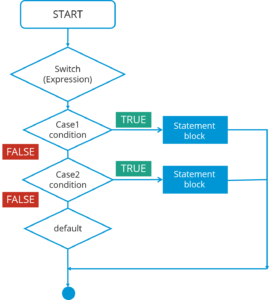 START
Switch
(Expression)
Case1
condition
TRUE
Statement
block
FALSE
Case2
condition
TRUE
Statement
block
FALSE
default